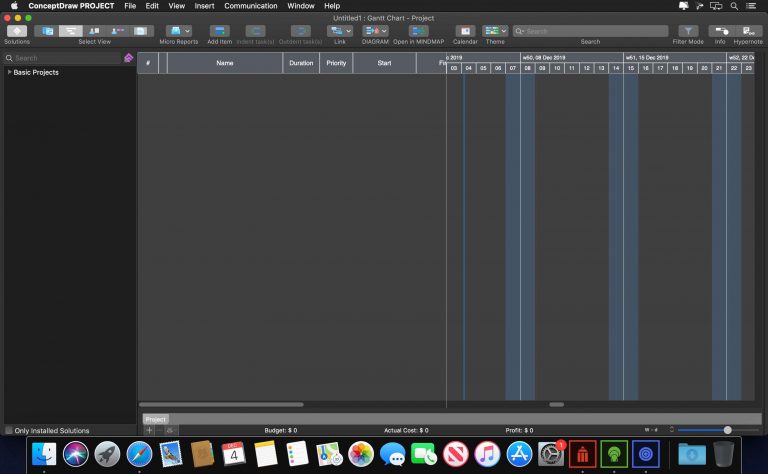 ConceptDraw PROJECT File Edit View Insert Communication Window Help
Untitled1 : Gantt Chart - Project
Solutions Select View Micro Reports Add Item Indent task(s) Outdent task(s) Link DIAGRAM Open in MINDMAP Calendar Theme Search Filter Mode Info Hypernote
Search
Search
Basic Projects
# Name Duration Priority Start Fi
c 2019 w50, 08 Dec 2019 w51, 15 Dec 2019 w52, 22 De
03 04 05 06 07 08 09 10 11 12 13 14 15 16 17 18 19 20 21 22 23
Only Installed Solutions
Project
Budget: $ 0 Actual Cost: $ 0 Profit: $ 0 W - d
DEC
4
1